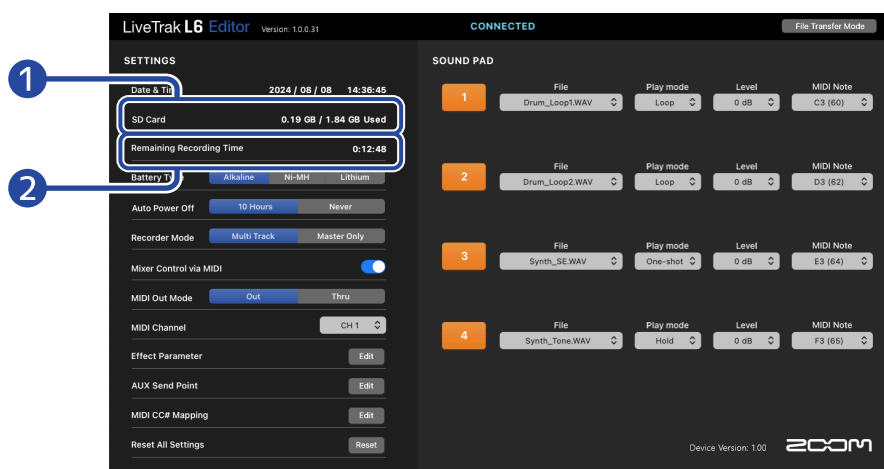 LiveTrak L6 Editor Version: 1.0.0.31 CONNECTED File Transfer Mode
SETTINGS
1
Date & Ti 2024 / 08 / 08 14:36:45
SD Card 0.19 GB / 1.84 GB Used
Remaining Recording Time 0:12:48
2
Battery Ty Alkaline Ni-MH Lithium
Auto Power Off 10 Hours Never
Recorder Mode Multi Track Master Only
Mixer Control via MIDI
MIDI Out Mode Out Thru
MIDI Channel CH 1
Effect Parameter Edit
AUX Send Point Edit
MIDI CC# Mapping Edit
Reset All Settings Reset
SOUND PAD
File Play mode Level MIDI Note
1 Drum_Loop1.WAV Loop 0 dB C3 (60)
File Play mode Level MIDI Note
2 Drum_Loop2.WAV Loop 0 dB D3 (62)
File Play mode Level MIDI Note
3 Synth_SE.WAV One-shot 0 dB E3 (64)
File Play mode Level MIDI Note
4 Synth_Tone.WAV Hold 0 dB F3 (65)
Device Version: 1.00 ZOOM